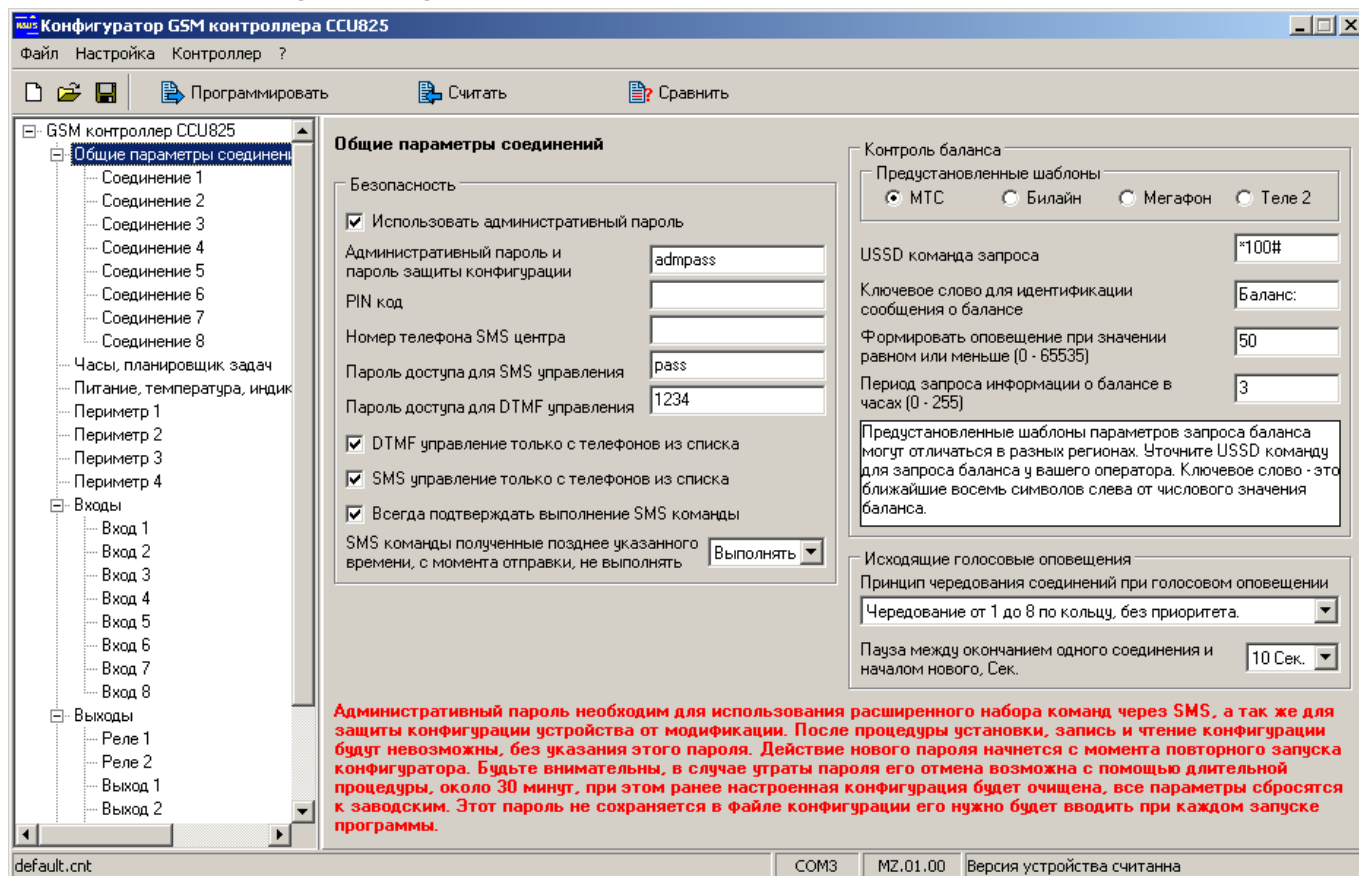 Конфигуратор GSM контроллера CCU825
Файл Настройка Контроллер ?
Программировать Считать Сравнить
GSM контроллер CCU825
Общие параметры соединен
Соединение 1
Соединение 2
Соединение 3
Соединение 4
Соединение 5
Соединение 6
Соединение 7
Соединение 8
Часы, планировщик задач
Питание, температура, индик
Периметр 1
Периметр 2
Периметр 3
Периметр 4
Входы
Вход 1
Вход 2
Вход 3
Вход 4
Вход 5
Вход 6
Вход 7
Вход 8
Выходы
Реле 1
Реле 2
Выход 1
Выход 2
Общие параметры соединений
Безопасность
Использовать административный пароль
Административный пароль и
пароль защиты конфигурации
admpass
PIN код
Номер телефона SMS центра
Пароль доступа для SMS управления
pass
Пароль доступа для DTMF управления
1234
DTMF управление только с телефонов из списка
SMS управление только с телефонов из списка
Всегда подтверждать выполнение SMS команды
SMS команды полученные позднее указанного
времени, с момента отправки, не выполнять
Выполнять
Контроль баланса
Предустановленные шаблоны
МТС Билайн Мегафон Теле 2
USSD команда запроса
*100#
Ключевое слово для идентификации
сообщения о балансе
Баланс:
Формировать оповещение при значении
равном или меньше (0 - 65535)
50
Период запроса информации о балансе в
часах (0 - 255)
3
Предустановленные шаблоны параметров запроса баланса
могут отличаться в разных регионах. Уточните USSD команду
для запроса баланса у вашего оператора. Ключевое слово - это
ближайшие восемь символов слева от числового значения
баланса.
Исходящие голосовые оповещения
Принцип чередования соединений при голосовом оповещении
Чередование от 1 до 8 по кольцу, без приоритета.
Пауза между окончанием одного соединения и
началом нового, Сек.
10 Сек.
Административный пароль необходим для использования расширенного набора команд через SMS, а так же для
защиты конфигурации устройства от модификации. После процедуры установки, запись и чтение конфигурации
будут невозможны, без указания этого пароля. Действие нового пароля начнется с момента повторного запуска
конфигуратора. Будьте внимательны, в случае утраты пароля его отмена возможна с помощью длительной
процедуры, около 30 минут, при этом ранее настроенная конфигурация будет очищена, все параметры сбросятся
к заводским. Этот пароль не сохраняется в файле конфигурации его нужно будет вводить при каждом запуске
программы.
default.cnt COM3 MZ.01.00 Версия устройства считанна